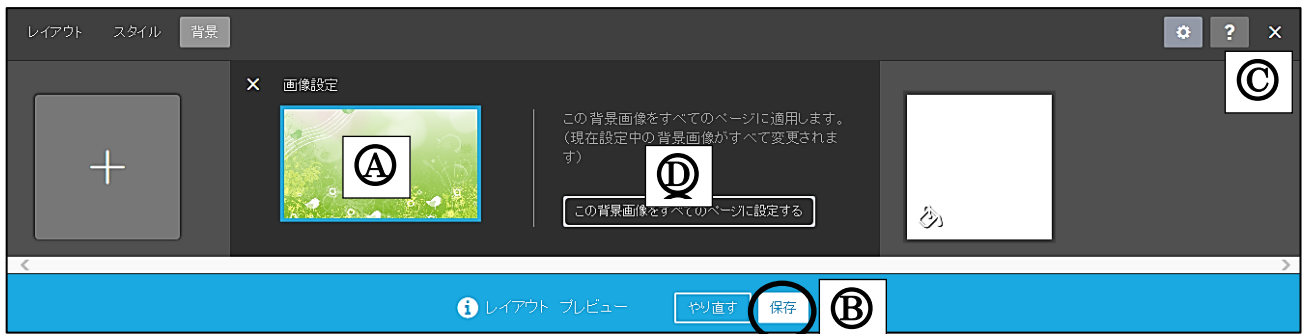 レイアウト スタイル 背景 ? ×
× 画像設定 Ⓒ
この背景画像をすべてのページに適用します。
（現在設定中の背景画像がすべて変更されま
す）
Ⓐ Ⓓ
この背景画像をすべてのページに設定する
レイアウト プレビュー やり直す 保存 Ⓑ